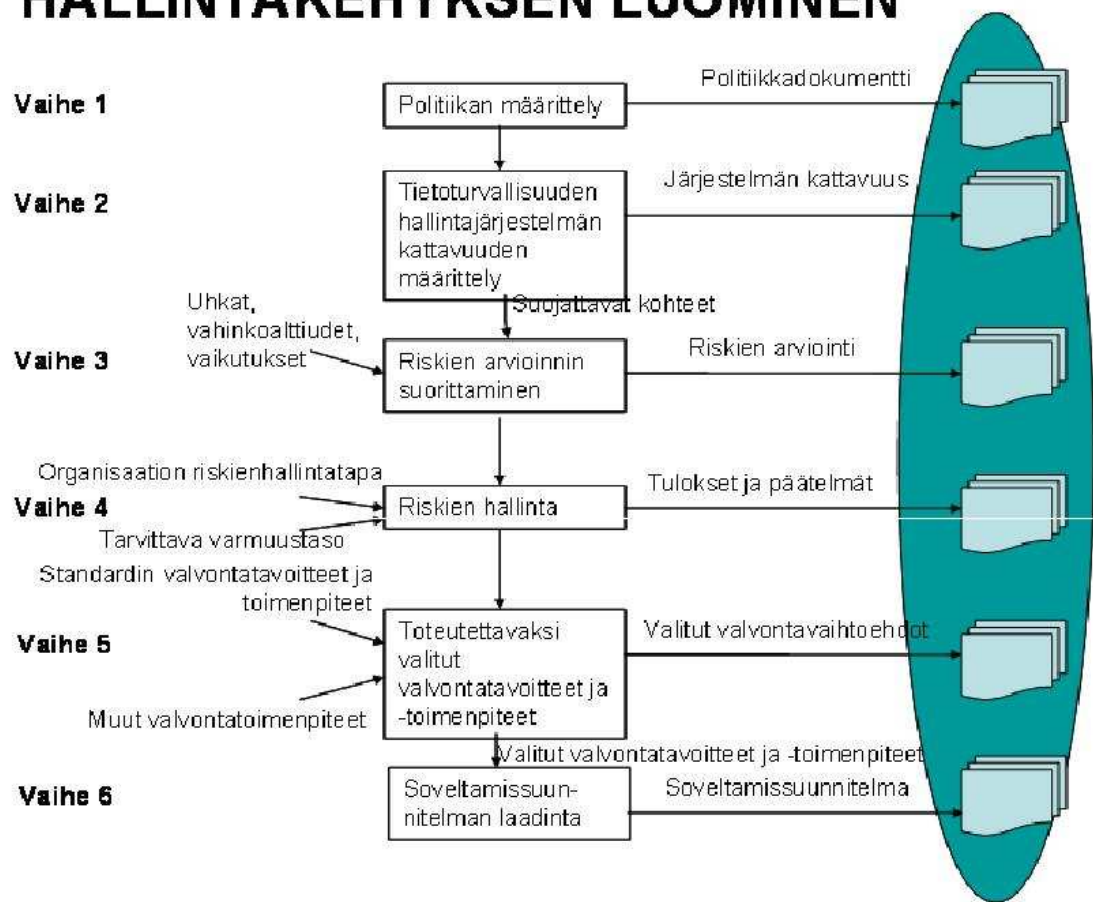 HALLINTAKEHYKSEN LUOMINEN
Vaihe 1
Politiikan määrittely
Politiikkadokumentti
Vaihe 2
Tietoturvallisuuden
hallintajärjestelmän
kattavuuden
määrittely
Järjestelmän kattavuus
Suojattavat kohteet
Uhkat,
vahinkoalttiudet,
vaikutukset
Vaihe 3
Riskien arvioinnin
suorittaminen
Riskien arviointi
Organisaation riskienhallintatapa
Vaihe 4
Riskien hallinta
Tulokset ja päätelmät
Tarvittava varmuustaso
Standardin valvontatavoitteet ja
toimenpiteet
Vaihe 5
Toteutettavaksi
valitut
valvontatavoitteet ja
-toimenpiteet
Valitut valvontavaihtoehdot
Muut valvontatoimenpiteet
Valitut valvontatavoitteet ja -toimenpiteet
Vaihe 6
Soveltamissuun-
nitelman laadinta
Soveltamissuunnitelma